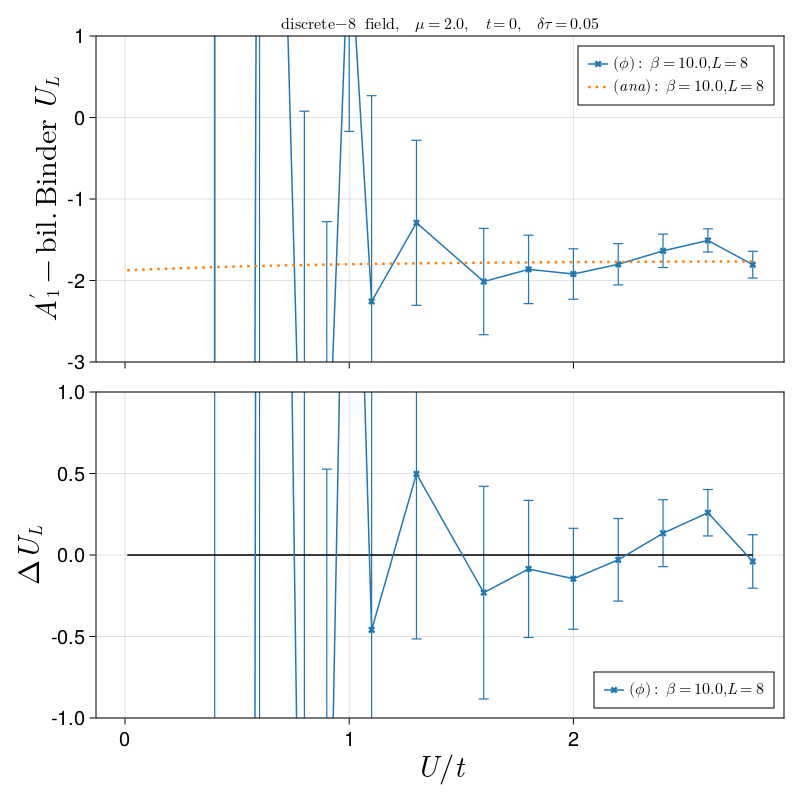 discrete−8 field, μ = 2.0, t = 0, δτ = 0.05
A′₁ − bil. Binder U_L
1
0
-1
-2
-3
(ϕ) : β = 10.0, L = 8
(ana) : β = 10.0, L = 8
Δ U_L
1.0
0.5
0.0
-0.5
-1.0
(ϕ) : β = 10.0, L = 8
0 1 2
U/t